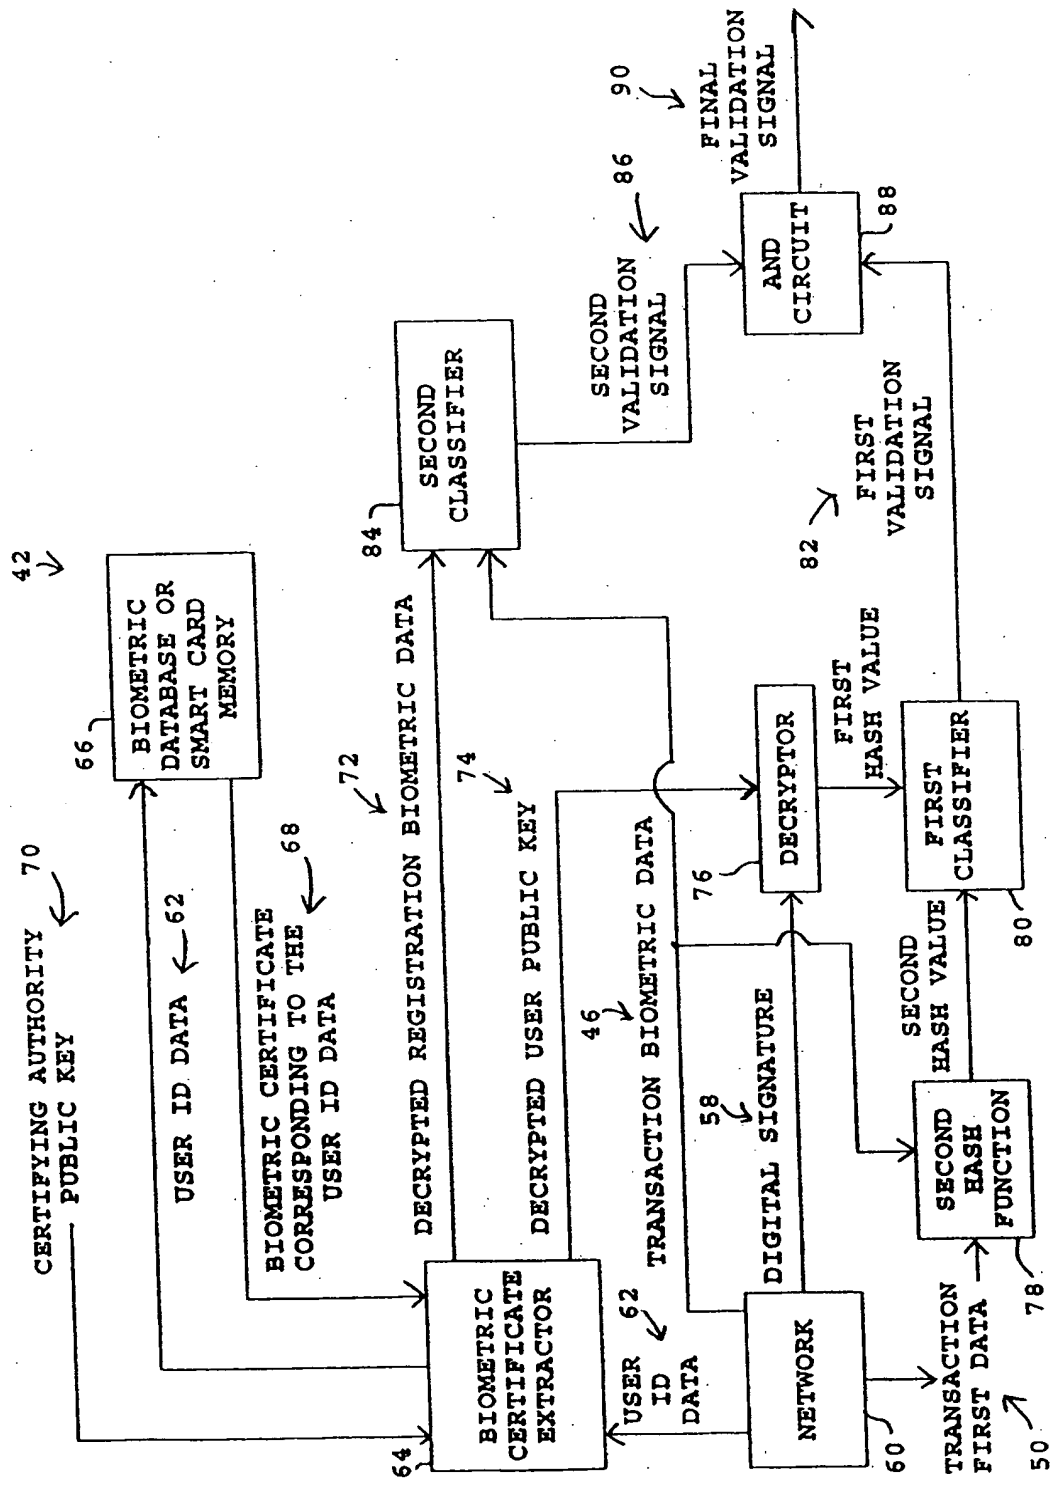 42
CERTIFYING AUTHORITY
PUBLIC KEY
70
66
BIOMETRIC
DATABASE OR
SMART CARD
MEMORY
USER ID DATA
62
BIOMETRIC CERTIFICATE
CORRESPONDING TO THE
USER ID DATA
68
64
BIOMETRIC
CERTIFICATE
EXTRACTOR
DECRYPTED REGISTRATION BIOMETRIC DATA
72
84
SECOND
CLASSIFIER
DECRYPTED USER PUBLIC KEY
74
USER
ID
DATA
62
TRANSACTION BIOMETRIC DATA
46
SECOND
VALIDATION
SIGNAL
86
FINAL
VALIDATION
SIGNAL
90
DIGITAL SIGNATURE
58
76
DECRYPTOR
AND
CIRCUIT
88
NETWORK
60
FIRST
HASH VALUE
82
FIRST
VALIDATION
SIGNAL
SECOND
HASH VALUE
FIRST
CLASSIFIER
80
TRANSACTION
FIRST DATA
50
SECOND
HASH
FUNCTION
78